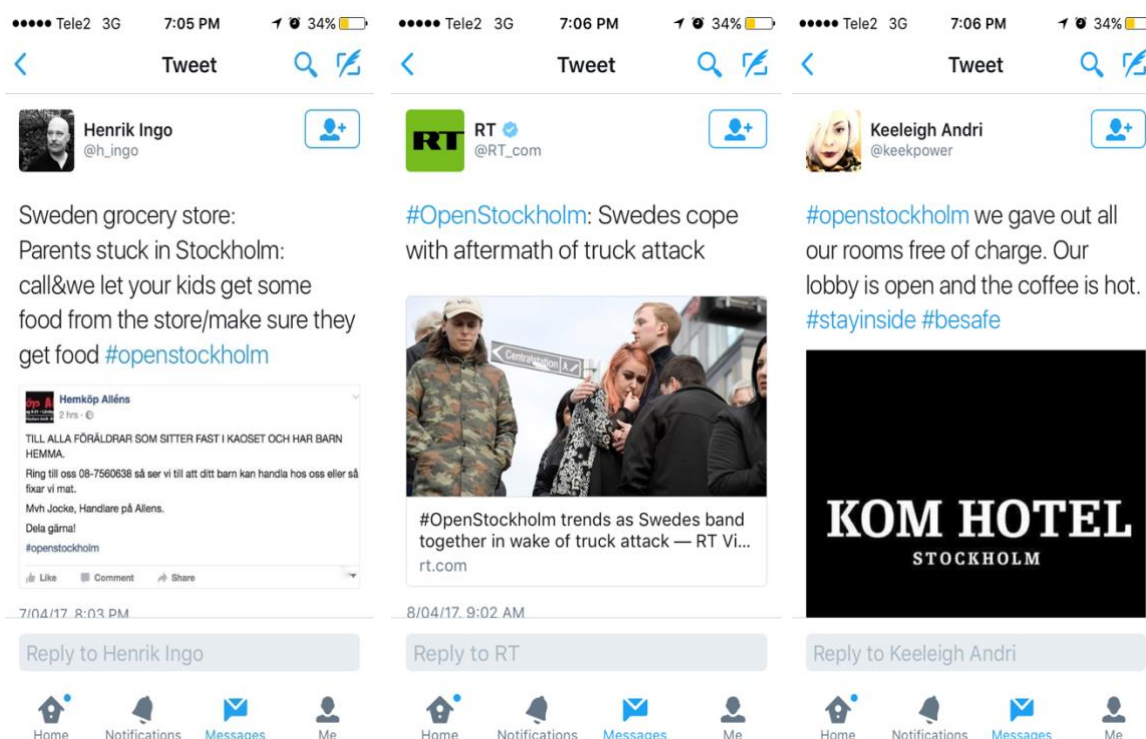 Tele2 3G 7:05 PM 34%
Tweet
Henrik Ingo
@h_ingo
Sweden grocery store:
Parents stuck in Stockholm:
call&we let your kids get some
food from the store/make sure they
get food #openstockholm
Hemköp Alléns
2 hrs
TILL ALLA FÖRÄLDRAR SOM SITTER FAST I KAOSET OCH HAR BARN
HEMMA.
Ring till oss 08-7560638 så ser vi till att ditt barn kan handla hos oss eller så
fixar vi mat.
Mvh Jocke, Handlare på Allens.
Dela gärna!
#openstockholm
Like Comment Share
7/04/17, 8:03 PM
Reply to Henrik Ingo
Home Notifications Messages Me
Tele2 3G 7:06 PM 34%
Tweet
RT
RT
@RT_com
#OpenStockholm: Swedes cope
with aftermath of truck attack
Centralstation
#OpenStockholm trends as Swedes band
together in wake of truck attack — RT Vi...
rt.com
8/04/17, 9:02 AM
Reply to RT
Home Notifications Messages Me
Tele2 3G 7:06 PM 34%
Tweet
Keeleigh Andri
@keekpower
#openstockholm we gave out all
our rooms free of charge. Our
lobby is open and the coffee is hot.
#stayinside #besafe
KOM HOTEL
STOCKHOLM
Reply to Keeleigh Andri
Home Notifications Messages Me